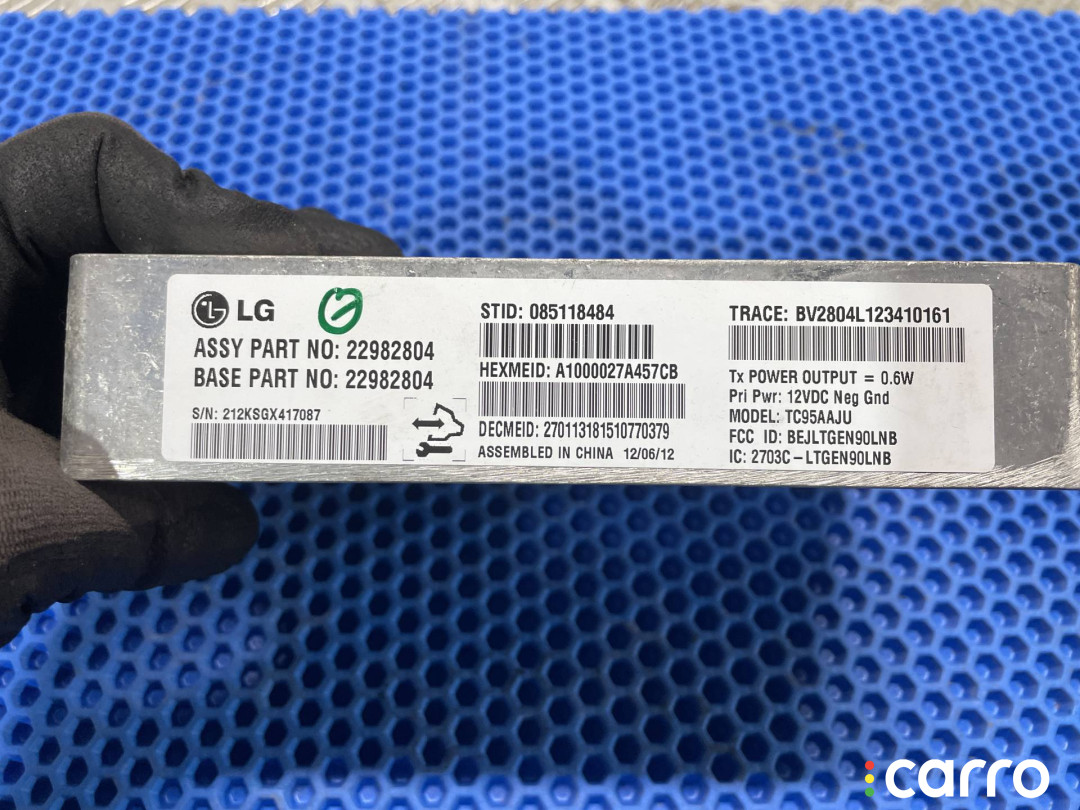 LG
ASSY PART NO: 22982804
BASE PART NO: 22982804
S/N: 212KSGX417087
STID: 085118484
HEXMEID: A1000027A457CB
DECMEID: 270113181510770379
ASSEMBLED IN CHINA 12/06/12
TRACE: BV2804L123410161
Tx POWER OUTPUT = 0.6W
Pri Pwr: 12VDC Neg Gnd
MODEL: TC95AAJU
FCC ID: BEJLTGEN90LNB
IC: 2703C-LTGEN90LNB
carro